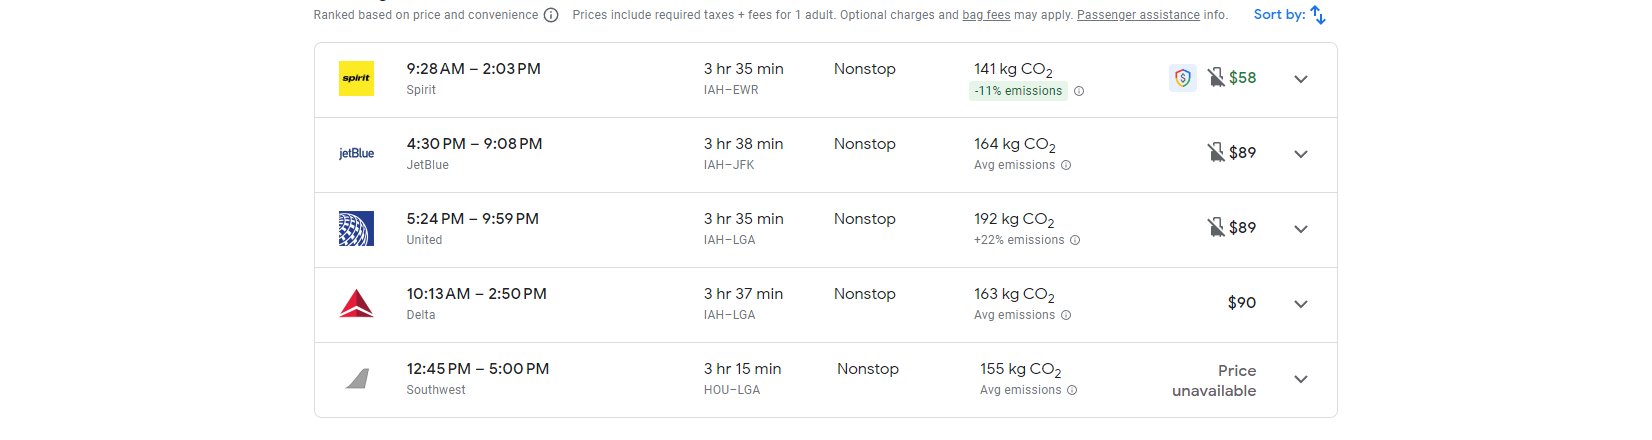 Ranked based on price and convenience Prices include required taxes + fees for 1 adult. Optional charges and bag fees may apply. Passenger assistance info. Sort by:
spirit 9:28 AM – 2:03 PM 3 hr 35 min Nonstop 141 kg CO2 $58
Spirit IAH–EWR -11% emissions
jetBlue 4:30 PM – 9:08 PM 3 hr 38 min Nonstop 164 kg CO2 $89
JetBlue IAH–JFK Avg emissions
5:24 PM – 9:59 PM 3 hr 35 min Nonstop 192 kg CO2 $89
United IAH–LGA +22% emissions
10:13 AM – 2:50 PM 3 hr 37 min Nonstop 163 kg CO2 $90
Delta IAH–LGA Avg emissions
12:45 PM – 5:00 PM 3 hr 15 min Nonstop 155 kg CO2 Price
Southwest HOU–LGA Avg emissions unavailable